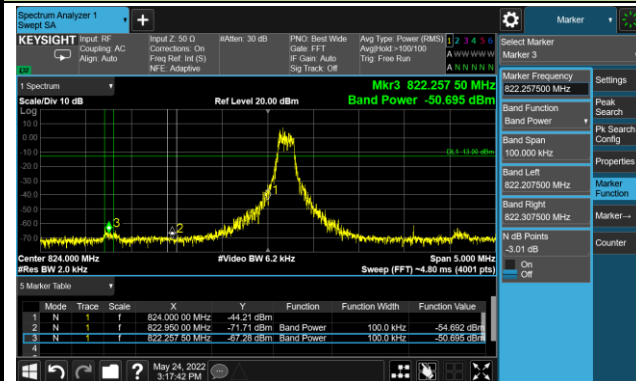 Spectrum Analyzer 1
Swept SA
Marker
KEYSIGHT
Input: RF
Coupling: AC
Align: Auto
Input Z: 50 Ω
Corrections: On
Freq Ref: Int (S)
NFE: Adaptive
#Atten: 30 dB
PNO: Best Wide
Gate: FFT
IF Gain: Auto
Sig Track: Off
Avg Type: Power (RMS)
Avg|Hold:>100/100
Trig: Free Run
1 2 3 4 5 6
A W W W W W
A N N N N N
Select Marker
Marker 3
1 Spectrum
Mkr3 822.257 50 MHz
Scale/Div 10 dB
Ref Level 20.00 dBm
Band Power -50.695 dBm
Log
10.0
0.00
-10.0
-20.0
-30.0
-40.0
-50.0
-60.0
-70.0
DL1 -13.00 dBm
1
2
3
Center 824.000 MHz
#Video BW 6.2 kHz
Span 5.000 MHz
#Res BW 2.0 kHz
Sweep (FFT) ~4.80 ms (4001 pts)
Marker Frequency
822.257500 MHz
Band Function
Band Power
Band Span
100.000 kHz
Band Left
822.207500 MHz
Band Right
822.307500 MHz
N dB Points
-3.01 dB
On
Off
Settings
Peak
Search
Pk Search
Config
Properties
Marker
Function
Marker→
Counter
5 Marker Table
Mode Trace Scale X Y Function Function Width Function Value
1 N 1 f 824.000 00 MHz -44.21 dBm
2 N 1 f 822.950 00 MHz -71.71 dBm Band Power 100.0 kHz -54.692 dBm
3 N 1 f 822.257 50 MHz -67.28 dBm Band Power 100.0 kHz -50.695 dBm
4
May 24, 2022
3:17:42 PM